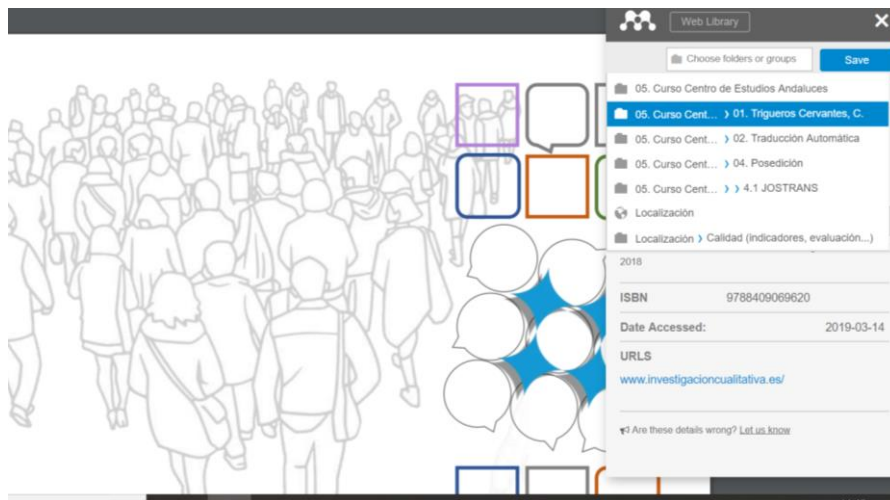 Web Library
Choose folders or groups Save
05. Curso Centro de Estudios Andaluces
05. Curso Cent... 01. Trigueros Cervantes, C.
05. Curso Cent... 02. Traducción Automática
05. Curso Cent... 04. Posedición
05. Curso Cent... 4.1 JOSTRANS
Localización
Localización Calidad (indicadores, evaluación...)
2018
ISBN 9788409069620
Date Accessed: 2019-03-14
URLS
www.investigacioncualitativa.es/
Are these details wrong? Let us know